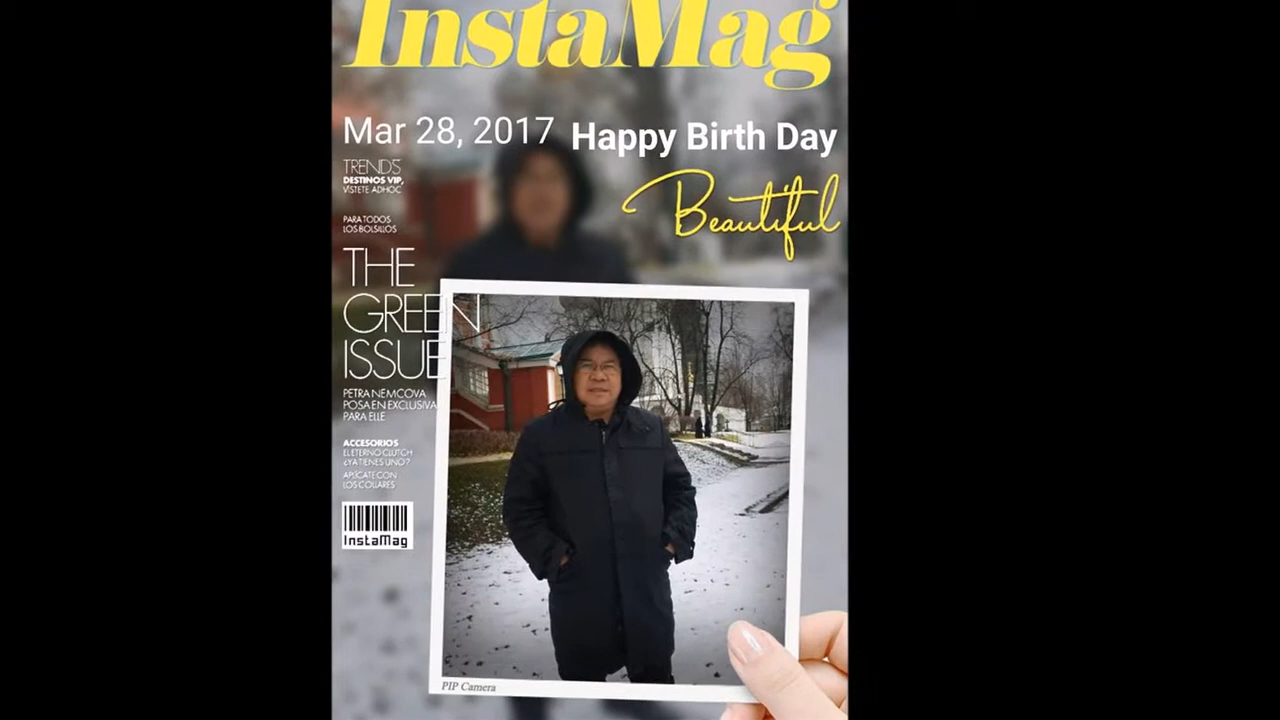 InstaMag
Mar 28, 2017 Happy Birth Day
Beautiful
TRENDS
DESTINOS VIP,
VISTETE ADHOC
PARA TODOS
LOS BOLSILLOS
THE
GREEN
ISSUE
PETRA NEMCOVA
POSA EN EXCLUSIVA
PARA ELLE
ACCESORIOS
EL ETERNO CLUTCH
¿YA TIENES UNO?
APLÍCATE CON
LOS COLLARES
InstaMag
PIP Camera